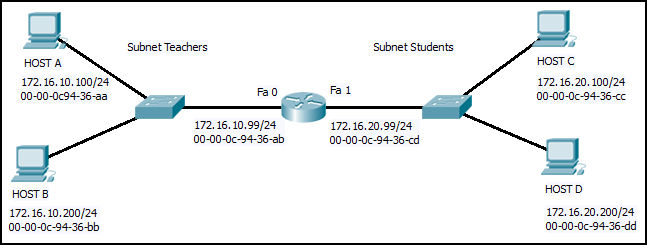 Subnet Teachers
Subnet Students
HOST A
172.16.10.100/24
00-00-0c94-36-aa
HOST C
172.16.20.100/24
00-00-0c-94-36-cc
Fa 0
Fa 1
172.16.10.99/24
00-00-0c-94-36-ab
172.16.20.99/24
00-00-0c-94-36-cd
HOST B
172.16.10.200/24
00-00-0c-94-36-bb
HOST D
172.16.20.200/24
00-00-0c-94-36-dd